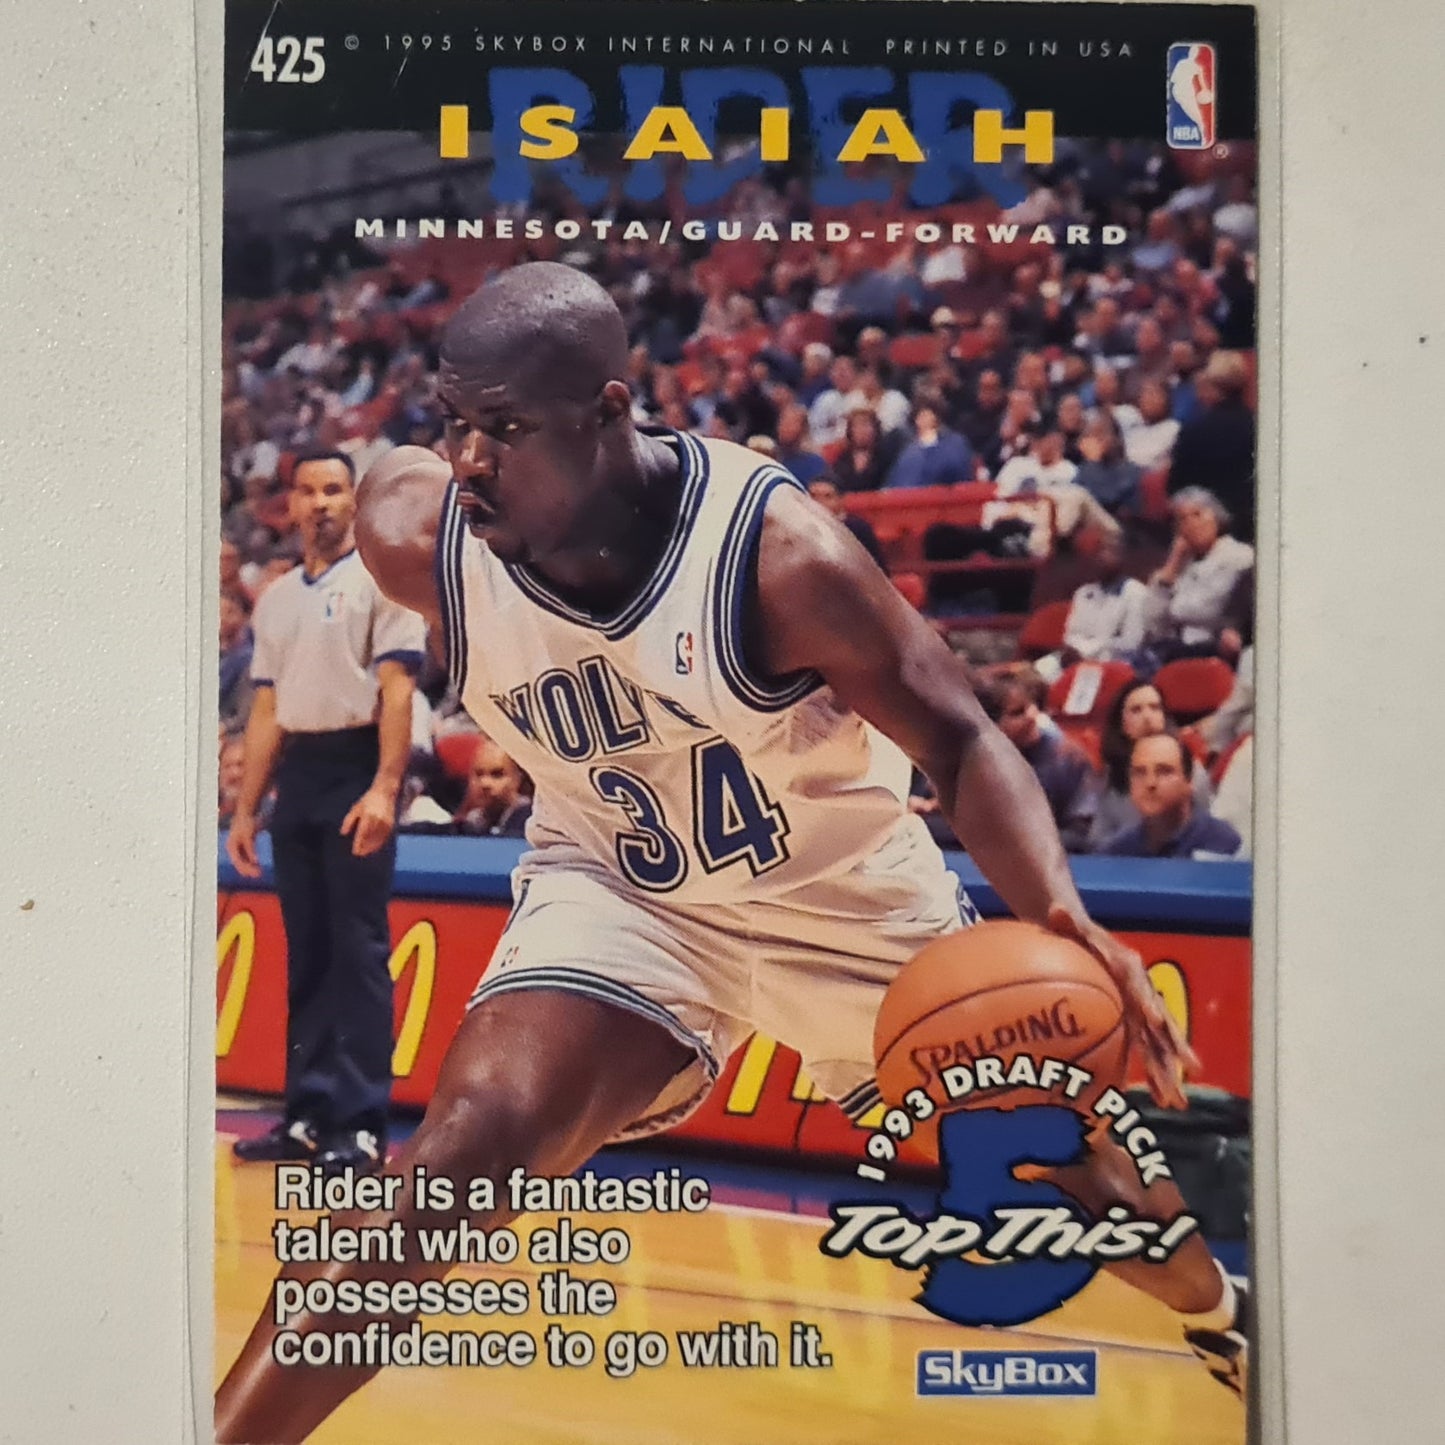 425 © 1995 SKYBOX INTERNATIONAL PRINTED IN USA
RIDER
ISAIAH
NBA
®
MINNESOTA/GUARD-FORWARD
WOLVE
34
SPALDING
1993 DRAFT PICK
5
Top This!
Rider is a fantastic
talent who also
possesses the
confidence to go with it.
SkyBox